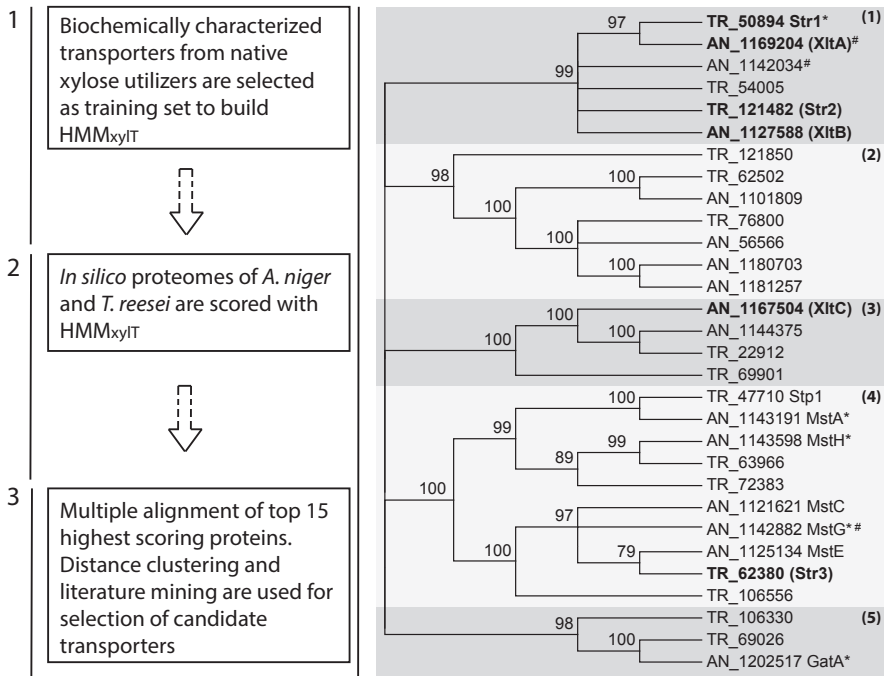 1
Biochemically characterized
transporters from native
xylose utilizers are selected
as training set to build
HMMxylT
2
In silico proteomes of A. niger
and T. reesei are scored with
HMMxylT
3
Multiple alignment of top 15
highest scoring proteins.
Distance clustering and
literature mining are used for
selection of candidate
transporters
97
TR_50894 Str1*
(1)
AN_1169204 (XltA)#
99
AN_1142034#
TR_54005
TR_121482 (Str2)
AN_1127588 (XltB)
98
TR_121850
(2)
100
TR_62502
AN_1101809
100
TR_76800
100
AN_56566
100
AN_1180703
AN_1181257
100
AN_1167504 (XltC)
(3)
100
AN_1144375
100
TR_22912
TR_69901
100
TR_47710 Stp1
(4)
AN_1143191 MstA*
99
99
AN_1143598 MstH*
89
TR_63966
TR_72383
100
97
AN_1121621 MstC
AN_1142882 MstG*#
100
79
AN_1125134 MstE
TR_62380 (Str3)
TR_106556
98
TR_106330
(5)
100
TR_69026
AN_1202517 GatA*